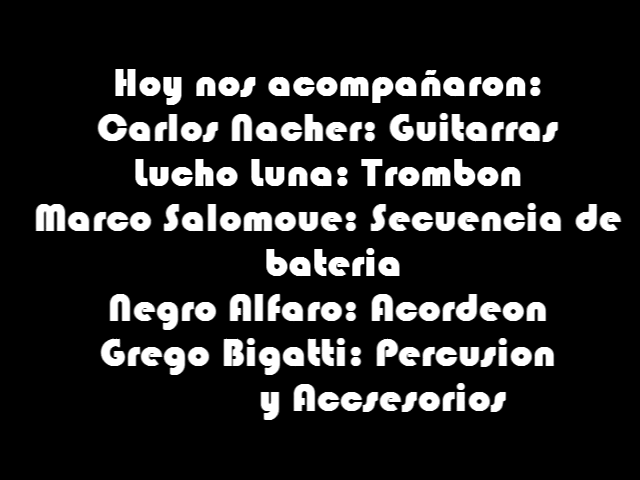 Hoy nos acompañaron:
Carlos Nacher: Guitarras
Lucho Luna: Trombon
Marco Salomoue: Secuencia de
bateria
Negro Alfaro: Acordeon
Grego Bigatti: Percusion
y Accsesorios